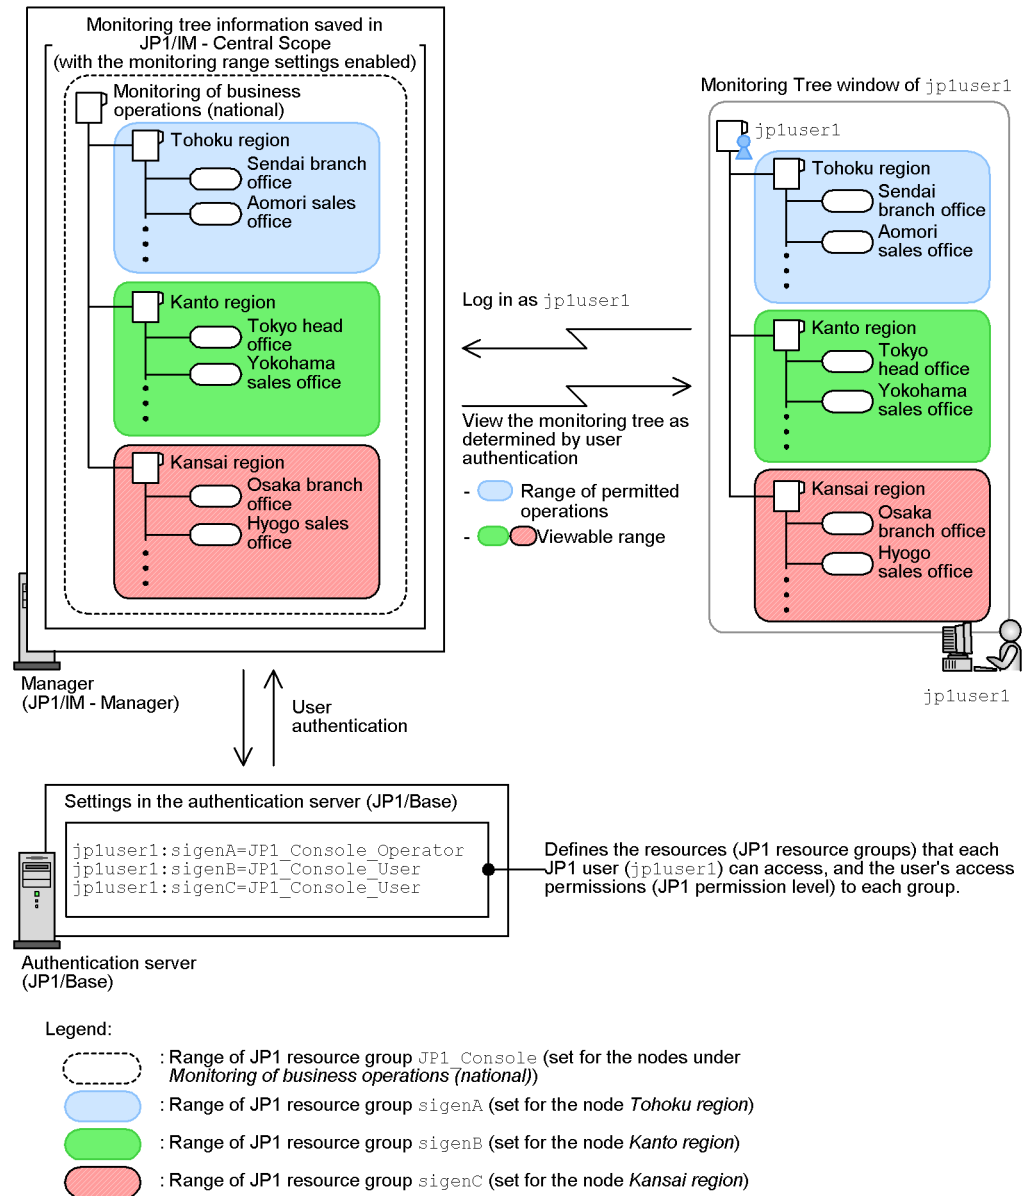 Monitoring tree information saved in
JP1/IM - Central Scope
(with the monitoring range settings enabled)
Monitoring of business
operations (national)
Tohoku region
Sendai branch
office
Aomori sales
office
Kanto region
Tokyo head
office
Yokohama
sales office
Kansai region
Osaka branch
office
Hyogo sales
office
Manager
(JP1/IM - Manager)
Log in as jp1user1
View the monitoring tree as
determined by user
authentication
- Range of permitted
operations
- Viewable range
Monitoring Tree window of jp1user1
jp1user1
Tohoku region
Sendai
branch office
Aomori
sales office
Kanto region
Tokyo
head office
Yokohama
sales office
Kansai region
Osaka
branch office
Hyogo
sales office
jp1user1
User
authentication
Settings in the authentication server (JP1/Base)
jp1user1:sigenA=JP1_Console_Operator
jp1user1:sigenB=JP1_Console_User
jp1user1:sigenC=JP1_Console_User
Defines the resources (JP1 resource groups) that each
JP1 user (jp1user1) can access, and the user's access
permissions (JP1 permission level) to each group.
Authentication server
(JP1/Base)
Legend:
: Range of JP1 resource group JP1_Console (set for the nodes under
Monitoring of business operations (national))
: Range of JP1 resource group sigenA (set for the node Tohoku region)
: Range of JP1 resource group sigenB (set for the node Kanto region)
: Range of JP1 resource group sigenC (set for the node Kansai region)